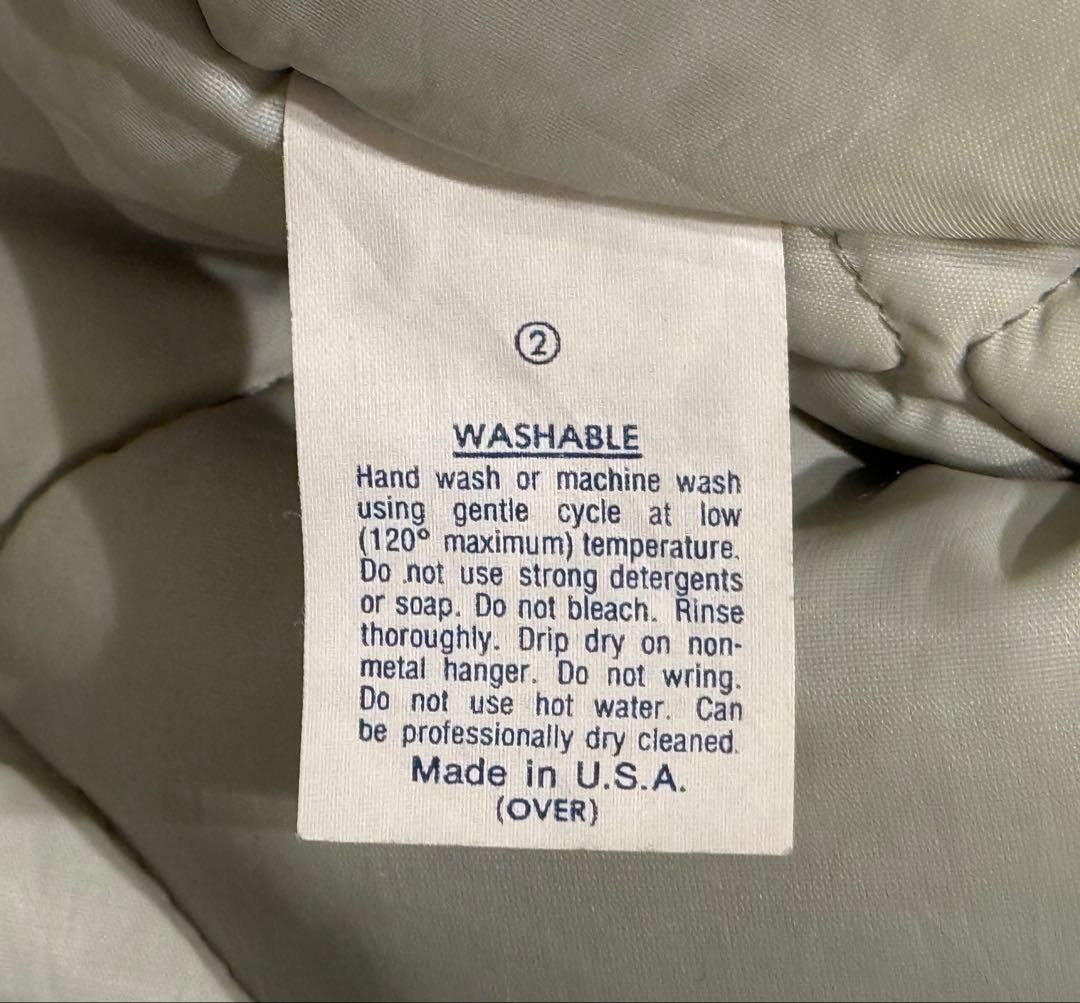 ②
WASHABLE
Hand wash or machine wash
using gentle cycle at low
(120° maximum) temperature.
Do not use strong detergents
or soap. Do not bleach. Rinse
thoroughly. Drip dry on non-
metal hanger. Do not wring.
Do not use hot water. Can
be professionally dry cleaned.
Made in U.S.A.
(OVER)